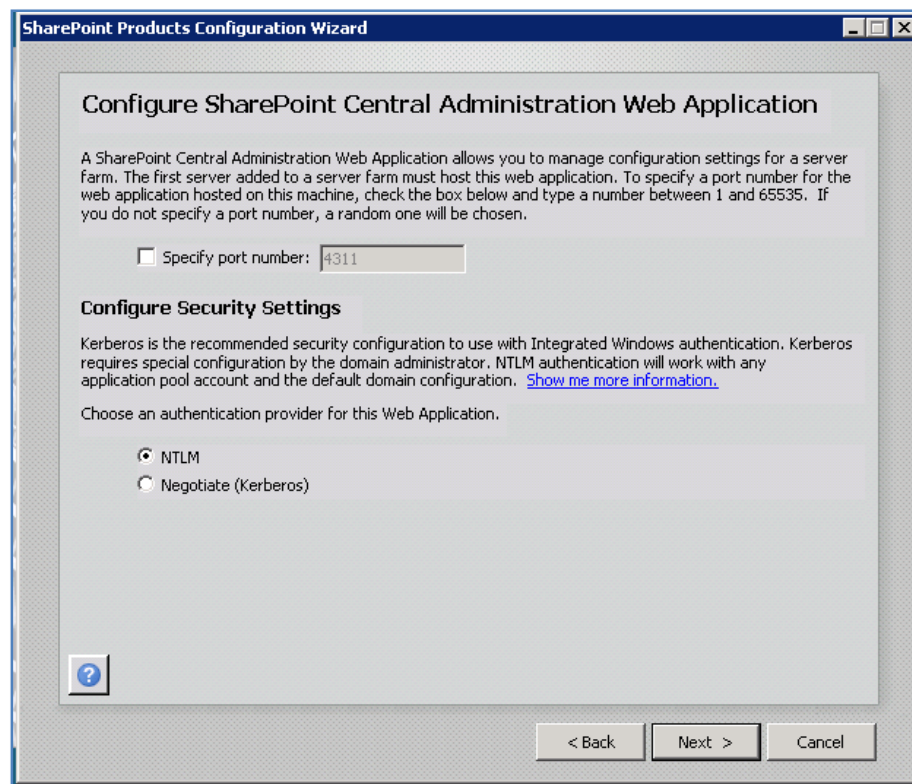 SharePoint Products Configuration Wizard
Configure SharePoint Central Administration Web Application
A SharePoint Central Administration Web Application allows you to manage configuration settings for a server
farm. The first server added to a server farm must host this web application. To specify a port number for the
web application hosted on this machine, check the box below and type a number between 1 and 65535. If
you do not specify a port number, a random one will be chosen.
Specify port number: 4311
Configure Security Settings
Kerberos is the recommended security configuration to use with Integrated Windows authentication. Kerberos
requires special configuration by the domain administrator. NTLM authentication will work with any
application pool account and the default domain configuration. Show me more information.
Choose an authentication provider for this Web Application.
NTLM
Negotiate (Kerberos)
?
< Back Next > Cancel